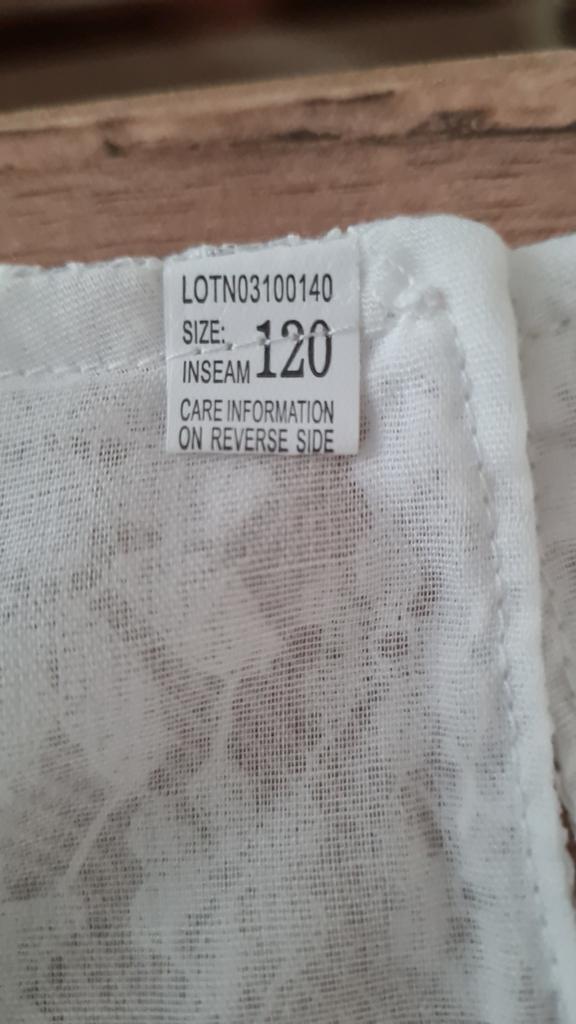 LOTN03100140
SIZE: 120
INSEAM
CARE INFORMATION
ON REVERSE SIDE